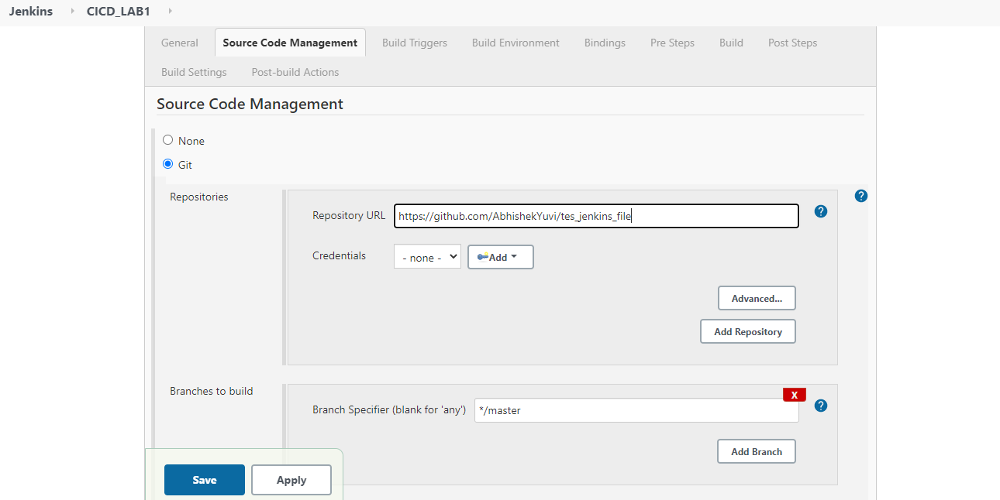 Jenkins CICD_LAB1
General Source Code Management Build Triggers Build Environment Bindings Pre Steps Build Post Steps
Build Settings Post-build Actions
Source Code Management
None
Git
Repositories
?
Repository URL https://github.com/AbhishekYuvi/tes_jenkins_file ?
Credentials - none - Add
Advanced...
Add Repository
Branches to build
X
Branch Specifier (blank for 'any') */master ?
Add Branch
Save Apply